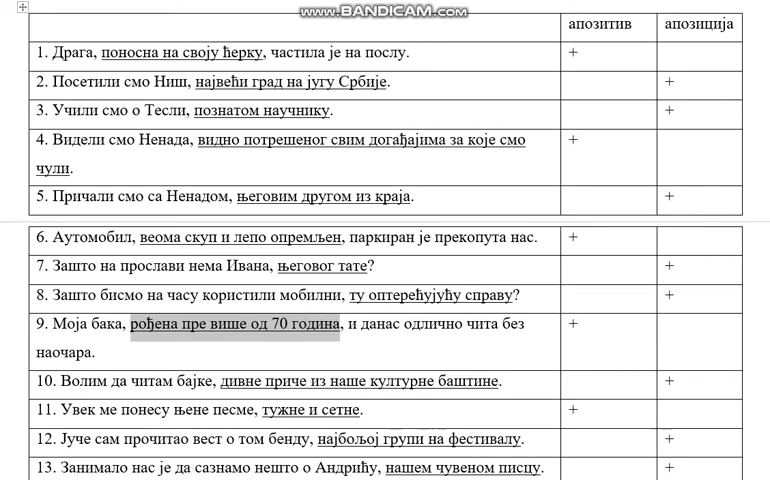 www.BANDICAM.com
апозитив апозиција
1. Драга, поносна на своју ћерку, частила је на послу. +
2. Посетили смо Ниш, највећи град на југу Србије. +
3. Учили смо о Тесли, познатом научнику. +
4. Видели смо Ненада, видно потрешеног свим догађајима за које смо +
чули.
5. Причали смо са Ненадом, његовим другом из краја. +
6. Аутомобил, веома скуп и лепо опремљен, паркиран је прекопута нас. +
7. Зашто на прослави нема Ивана, његовог тате? +
8. Зашто бисмо на часу користили мобилни, ту оптерећујућу справу? +
9. Моја бака, рођена пре више од 70 година, и данас одлично чита без +
наочара.
10. Волим да читам бајке, дивне приче из наше културне баштине. +
11. Увек ме понесу њене песме, тужне и сетне. +
12. Јуче сам прочитао вест о том бенду, најбољој групи на фестивалу. +
13. Занимало нас је да сазнамо нешто о Андрићу, нашем чувеном писцу. +